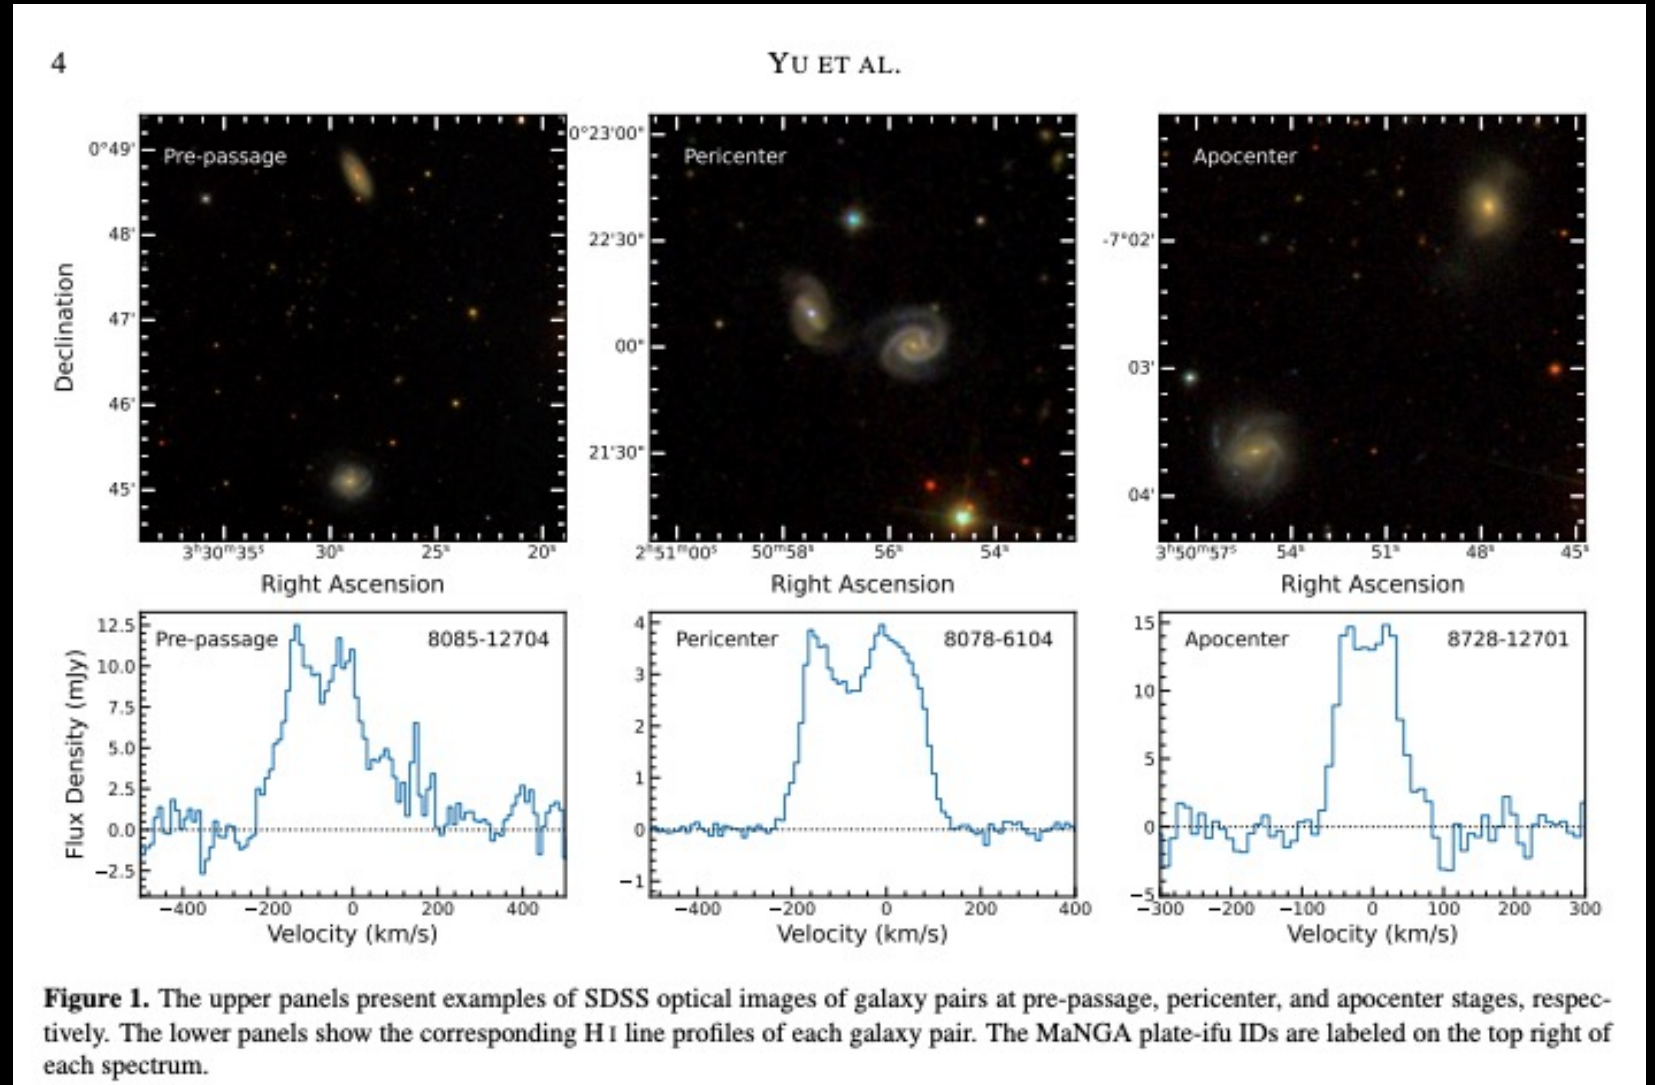 4
YU ET AL.
Declination
0°49'
48'
47'
46'
45'
Pre-passage
3ʰ30ᵐ35ˢ 30ˢ 25ˢ 20ˢ
Right Ascension
0°23'00"
22'30"
00"
21'30"
Pericenter
2ʰ51ᵐ00ˢ 50ᵐ58ˢ 56ˢ 54ˢ
Right Ascension
-7°02'
03'
04'
Apocenter
3ʰ50ᵐ57ˢ 54ˢ 51ˢ 48ˢ 45ˢ
Right Ascension
Flux Density (mJy)
12.5
10.0
7.5
5.0
2.5
0.0
−2.5
Pre-passage 8085-12704
−400 −200 0 200 400
Velocity (km/s)
4
3
2
1
0
−1
Pericenter 8078-6104
−400 −200 0 200 400
Velocity (km/s)
15
10
5
0
−5
Apocenter 8728-12701
−300 −200 −100 0 100 200 300
Velocity (km/s)
Figure 1. The upper panels present examples of SDSS optical images of galaxy pairs at pre-passage, pericenter, and apocenter stages, respec-
tively. The lower panels show the corresponding H I line profiles of each galaxy pair. The MaNGA plate-ifu IDs are labeled on the top right of
each spectrum.